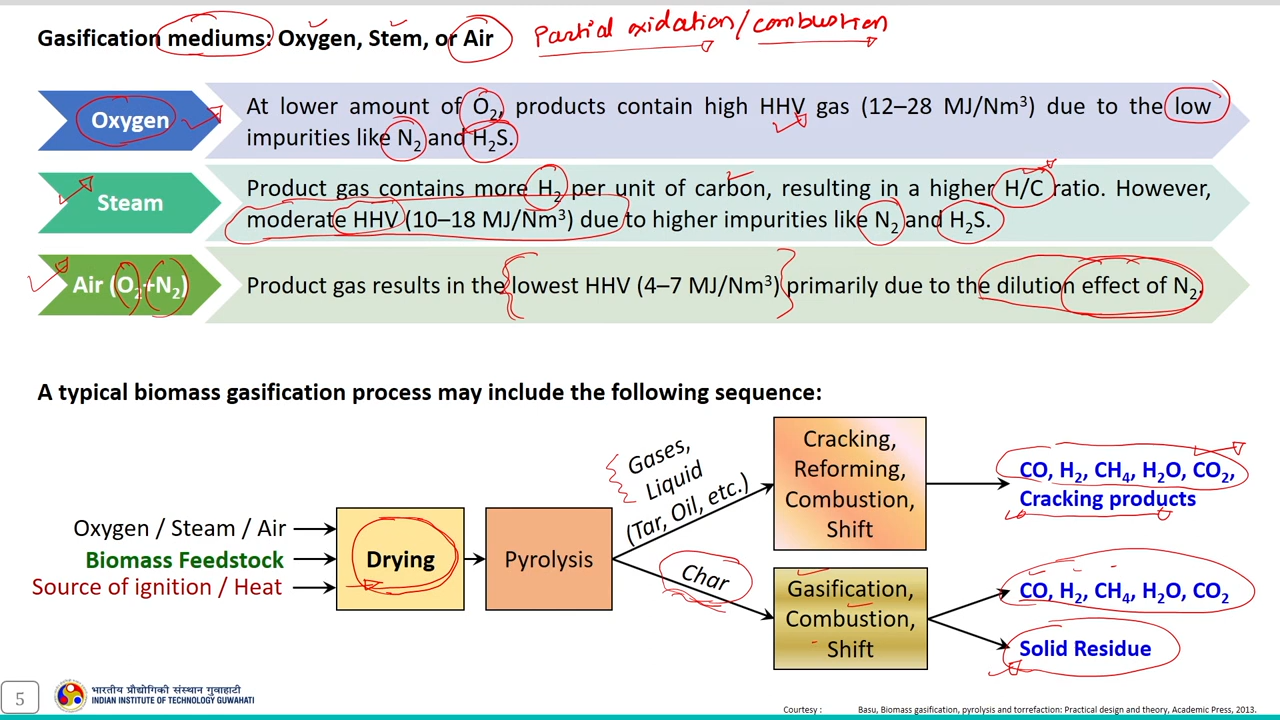 Gasification mediums: Oxygen, Stem, or Air
Partial oxidation/combustion
Oxygen
At lower amount of O₂, products contain high HHV gas (12–28 MJ/Nm³) due to the low
impurities like N₂ and H₂S.
Steam
Product gas contains more H₂ per unit of carbon, resulting in a higher H/C ratio. However,
moderate HHV (10–18 MJ/Nm³) due to higher impurities like N₂ and H₂S.
Air (O₂+N₂)
Product gas results in the lowest HHV (4–7 MJ/Nm³) primarily due to the dilution effect of N₂.
A typical biomass gasification process may include the following sequence:
Oxygen / Steam / Air
Biomass Feedstock
Source of ignition / Heat
Drying
Pyrolysis
Gases,
Liquid
(Tar, Oil, etc.)
Char
Cracking,
Reforming,
Combustion,
Shift
CO, H₂, CH₄, H₂O, CO₂,
Cracking products
Gasification,
Combustion,
Shift
CO, H₂, CH₄, H₂O, CO₂
Solid Residue
5
भारतीय प्रौद्योगिकी संस्थान गुवाहाटी
INDIAN INSTITUTE OF TECHNOLOGY GUWAHATI
Courtesy : Basu, Biomass gasification, pyrolysis and torrefaction: Practical design and theory, Academic Press, 2013.